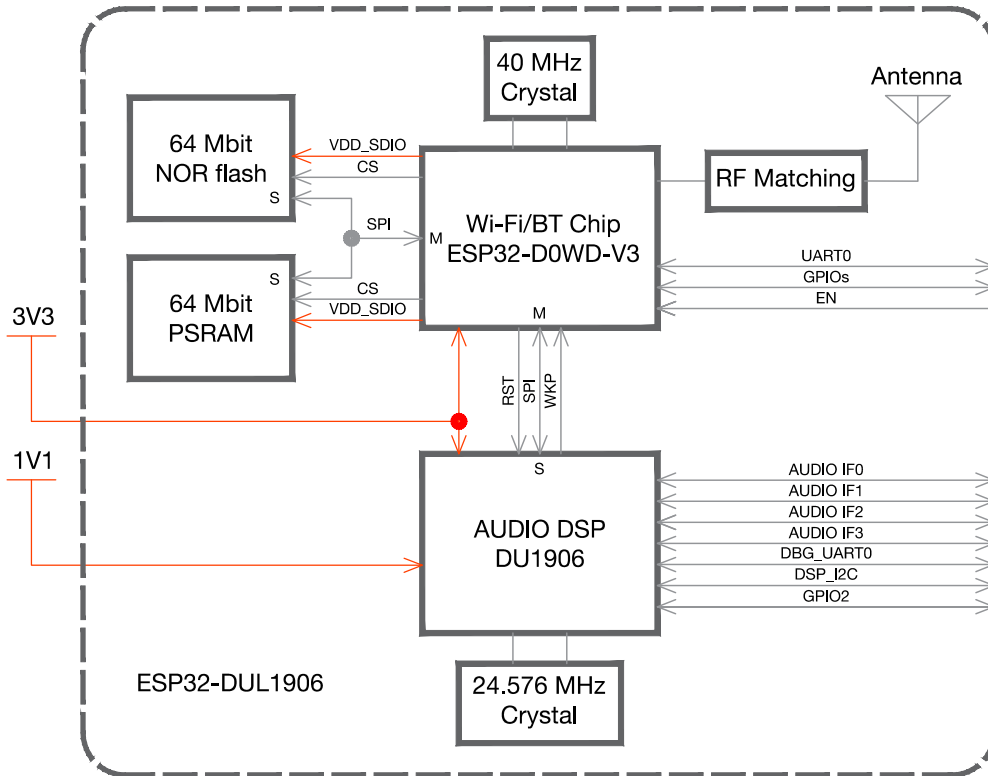 40 MHz
Crystal
Antenna
64 Mbit
NOR flash
S
VDD_SDIO
CS
SPI
Wi-Fi/BT Chip
ESP32-D0WD-V3
M
M
RF Matching
UART0
GPIOs
EN
S
64 Mbit
PSRAM
CS
VDD_SDIO
3V3
RST
SPI
WKP
1V1
S
AUDIO DSP
DU1906
AUDIO IF0
AUDIO IF1
AUDIO IF2
AUDIO IF3
DBG_UART0
DSP_I2C
GPIO2
ESP32-DUL1906
24.576 MHz
Crystal